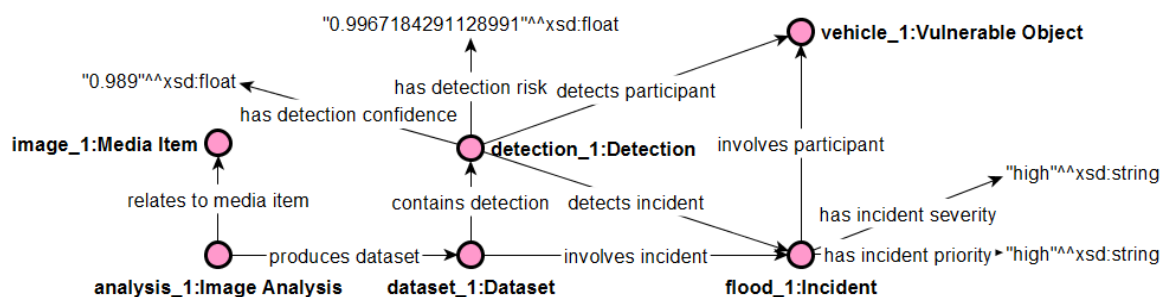 "0.9967184291128991"^^xsd:float
vehicle_1:Vulnerable Object
"0.989"^^xsd:float
has detection risk
detects participant
has detection confidence
image_1:Media Item
detection_1:Detection
involves participant
"high"^^xsd:string
relates to media item
contains detection
detects incident
has incident severity
produces dataset
involves incident
has incident priority
"high"^^xsd:string
analysis_1:Image Analysis
dataset_1:Dataset
flood_1:Incident